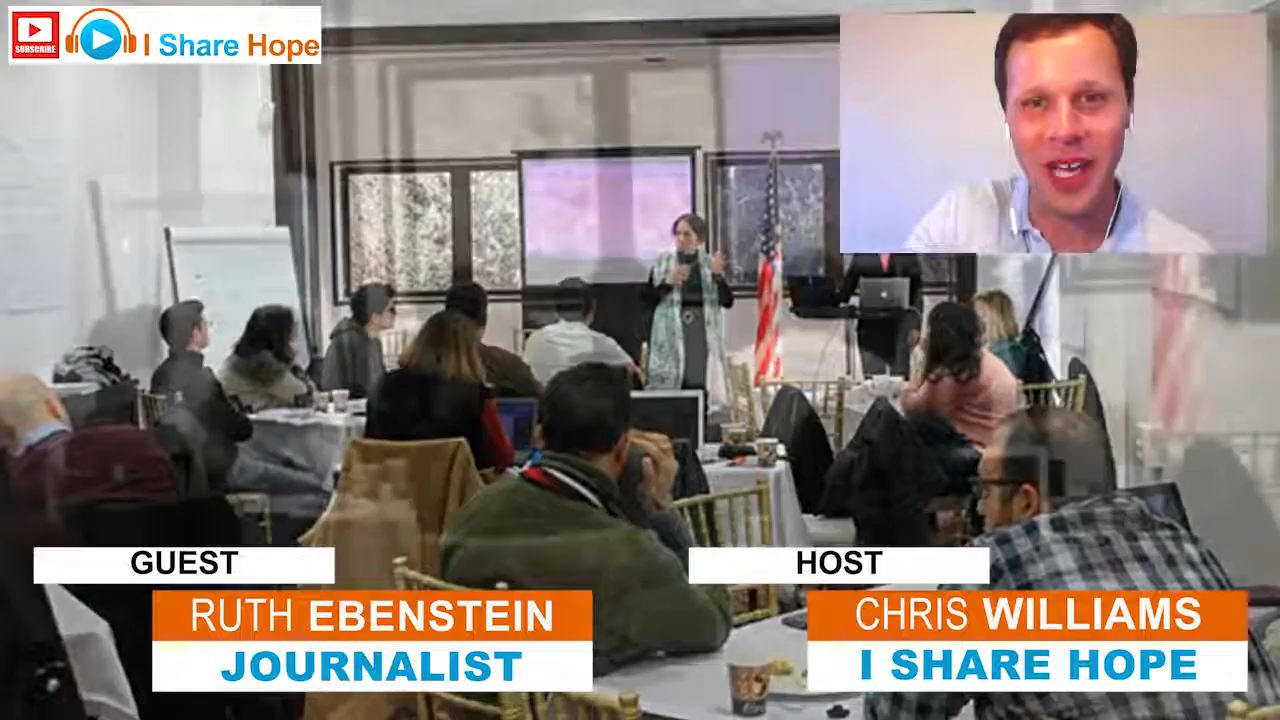 SUBSCRIBE
I Share Hope
GUEST
RUTH EBENSTEIN
JOURNALIST
HOST
CHRIS WILLIAMS
I SHARE HOPE